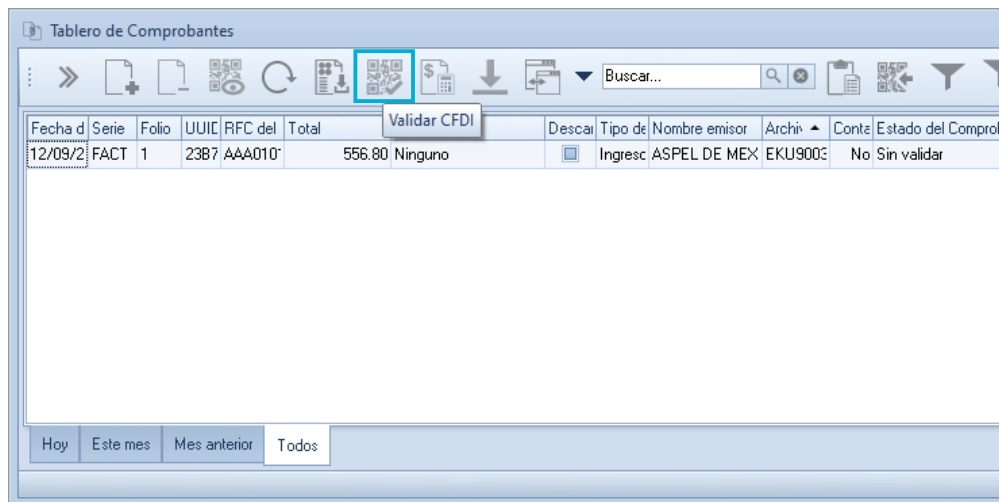 Tablero de Comprobantes
Buscar...
Validar CFDI
Fecha d Serie Folio UUID RFC del Total Descar Tipo de Nombre emisor Archiv Conta Estado del Comprob
12/09/2 FACT 1 23B7 AAA010 556.80 Ninguno Ingreso ASPEL DE MEX EKU9003 No Sin validar
Hoy Este mes Mes anterior Todos